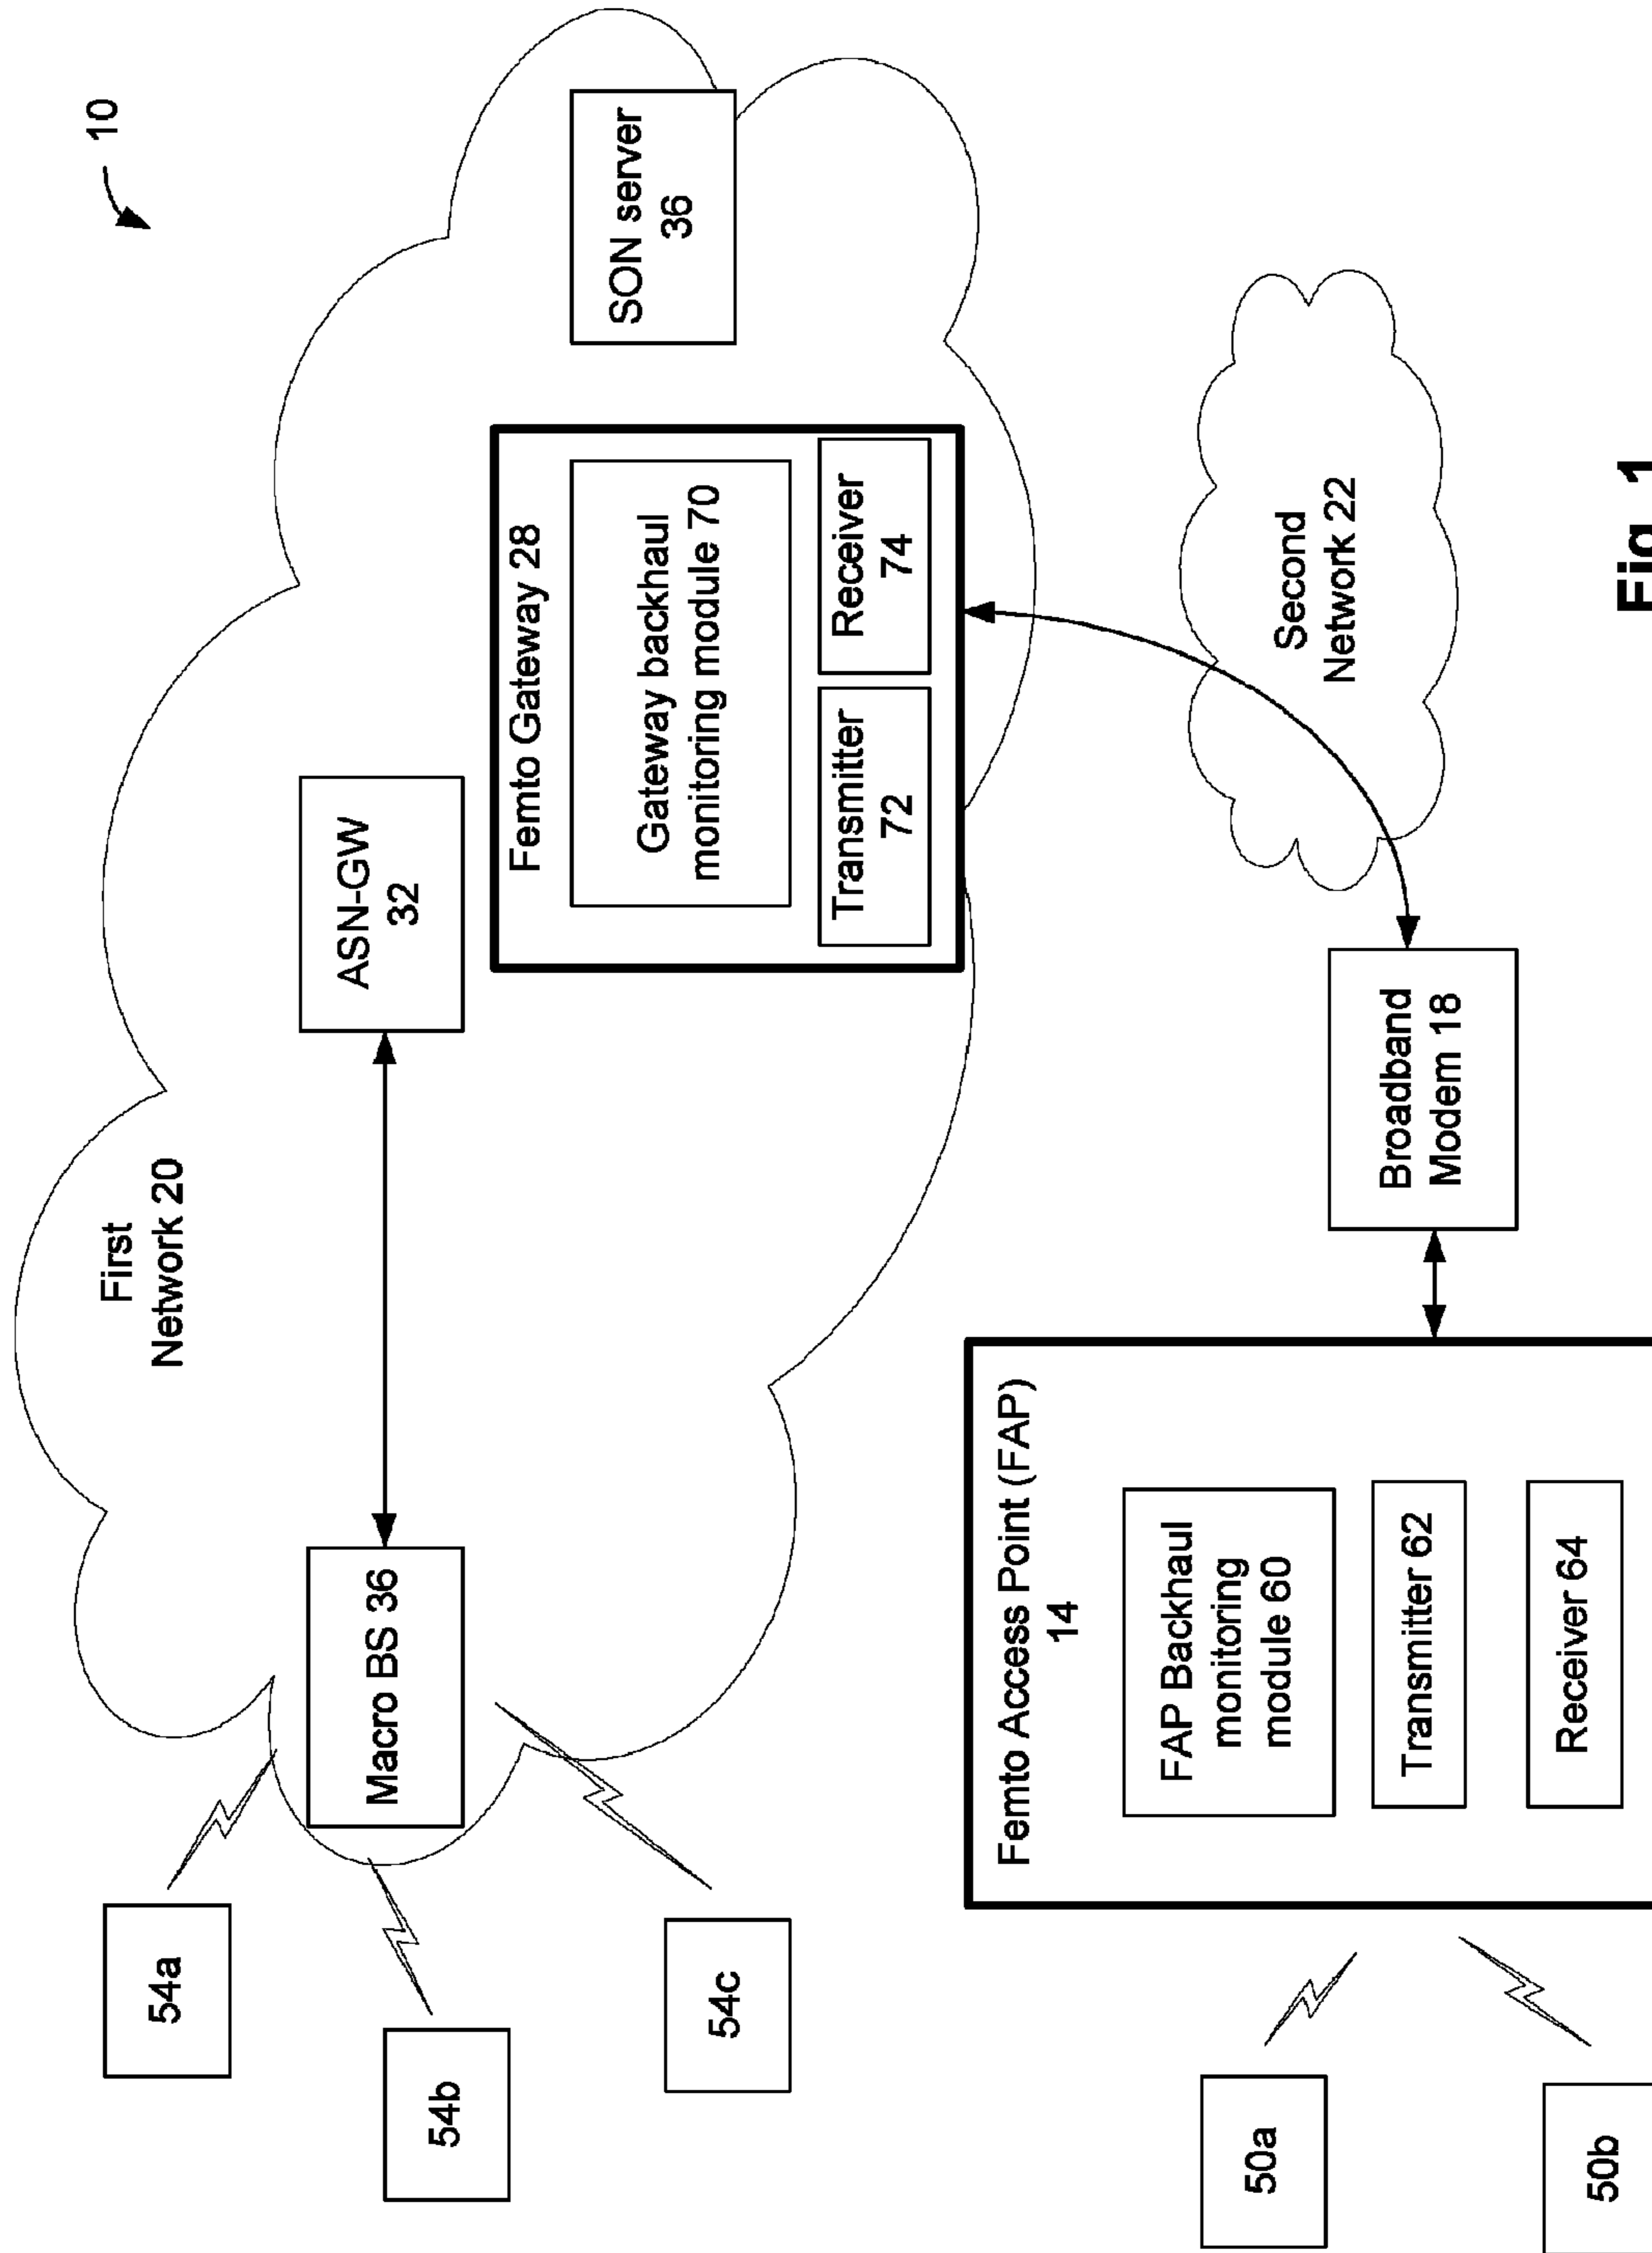 10
First
Network 20
54a
54b
54c
Macro BS 36
ASN-GW
32
SON server
36
Femto Gateway 28
Gateway backhaul
monitoring module 70
Transmitter
72
Receiver
74
Femto Access Point (FAP)
14
FAP Backhaul
monitoring
module 60
Transmitter 62
Receiver 64
50a
50b
Broadband
Modem 18
Second
Network 22
Fig. 1